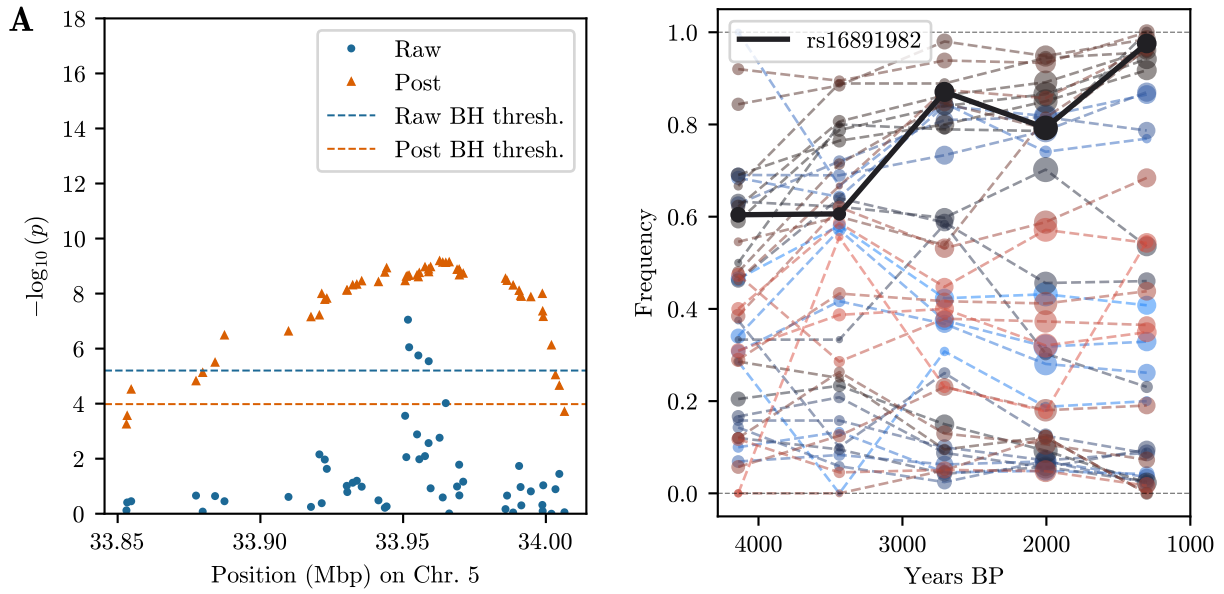 A
18
16
14
12
10
8
6
4
2
0
−log₁₀ (p)
Raw
Post
Raw BH thresh.
Post BH thresh.
33.85 33.90 33.95 34.00
Position (Mbp) on Chr. 5
1.0
0.8
0.6
0.4
0.2
0.0
Frequency
rs16891982
4000 3000 2000 1000
Years BP